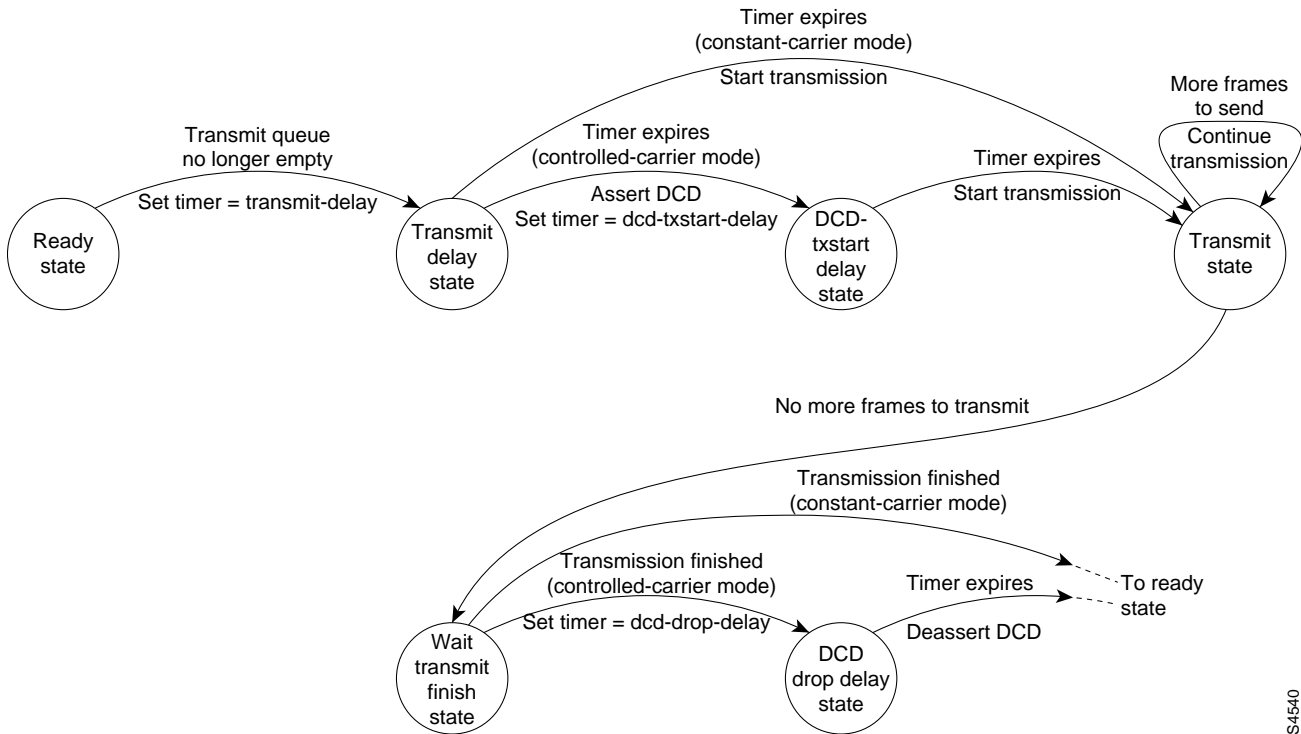 Timer expires
(constant-carrier mode)
Start transmission
More frames
to send
Continue
transmission
Transmit queue
no longer empty
Set timer = transmit-delay
Timer expires
(controlled-carrier mode)
Assert DCD
Set timer = dcd-txstart-delay
Timer expires
Start transmission
Ready
state
Transmit
delay
state
DCD-
txstart
delay
state
Transmit
state
No more frames to transmit
Transmission finished
(constant-carrier mode)
Transmission finished
(controlled-carrier mode)
Set timer = dcd-drop-delay
Timer expires
Deassert DCD
To ready
state
Wait
transmit
finish
state
DCD
drop delay
state
S4540